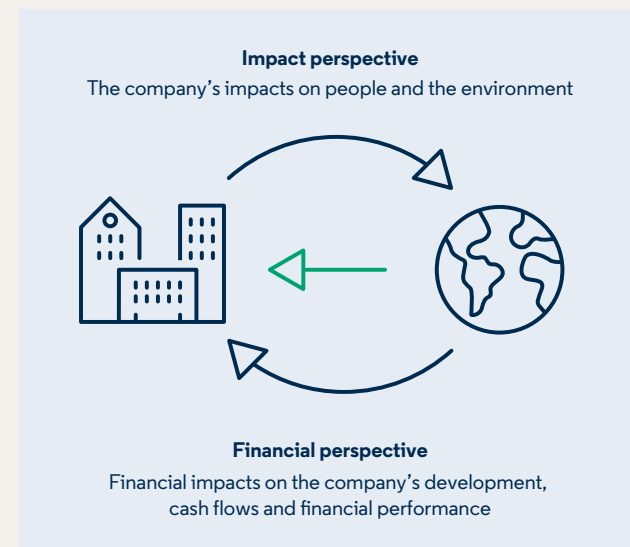 Impact perspective
The company’s impacts on people and the environment
Financial perspective
Financial impacts on the company’s development,
cash flows and financial performance